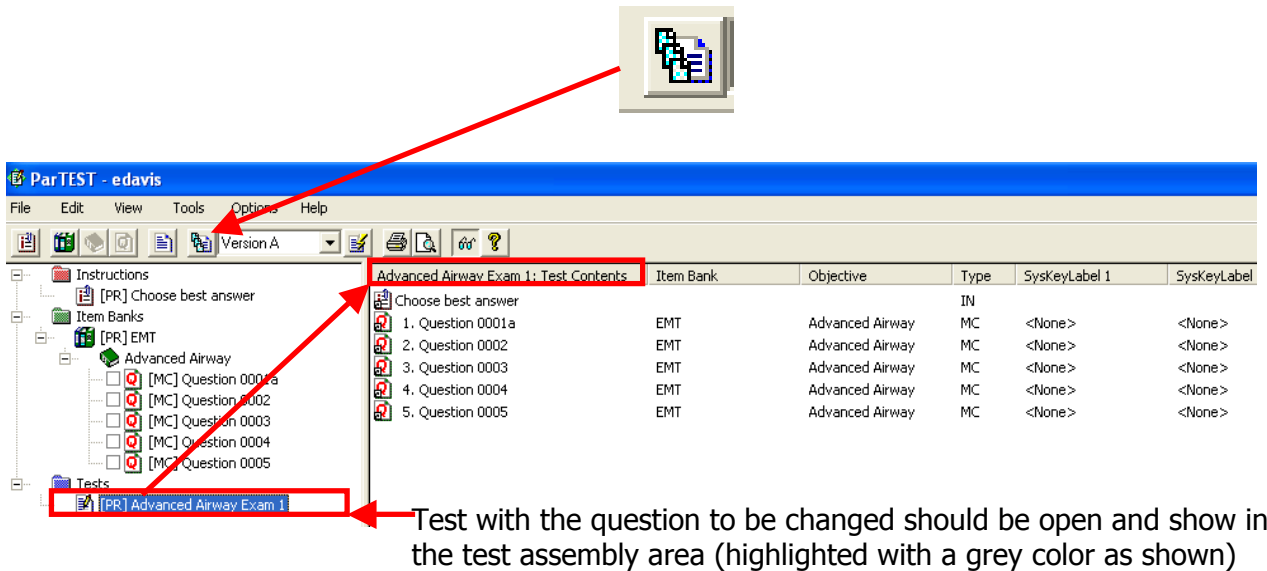 ParTEST - edavis
File Edit View Tools Options Help
Version A
Instructions
[PR] Choose best answer
Item Banks
[PR] EMT
Advanced Airway
[MC] Question 0001a
[MC] Question 0002
[MC] Question 0003
[MC] Question 0004
[MC] Question 0005
Tests
[PR] Advanced Airway Exam 1
Advanced Airway Exam 1: Test Contents Item Bank Objective Type SysKeyLabel 1 SysKeyLabel
Choose best answer IN
1. Question 0001a EMT Advanced Airway MC <None> <None>
2. Question 0002 EMT Advanced Airway MC <None> <None>
3. Question 0003 EMT Advanced Airway MC <None> <None>
4. Question 0004 EMT Advanced Airway MC <None> <None>
5. Question 0005 EMT Advanced Airway MC <None> <None>
Test with the question to be changed should be open and show in
the test assembly area (highlighted with a grey color as shown)